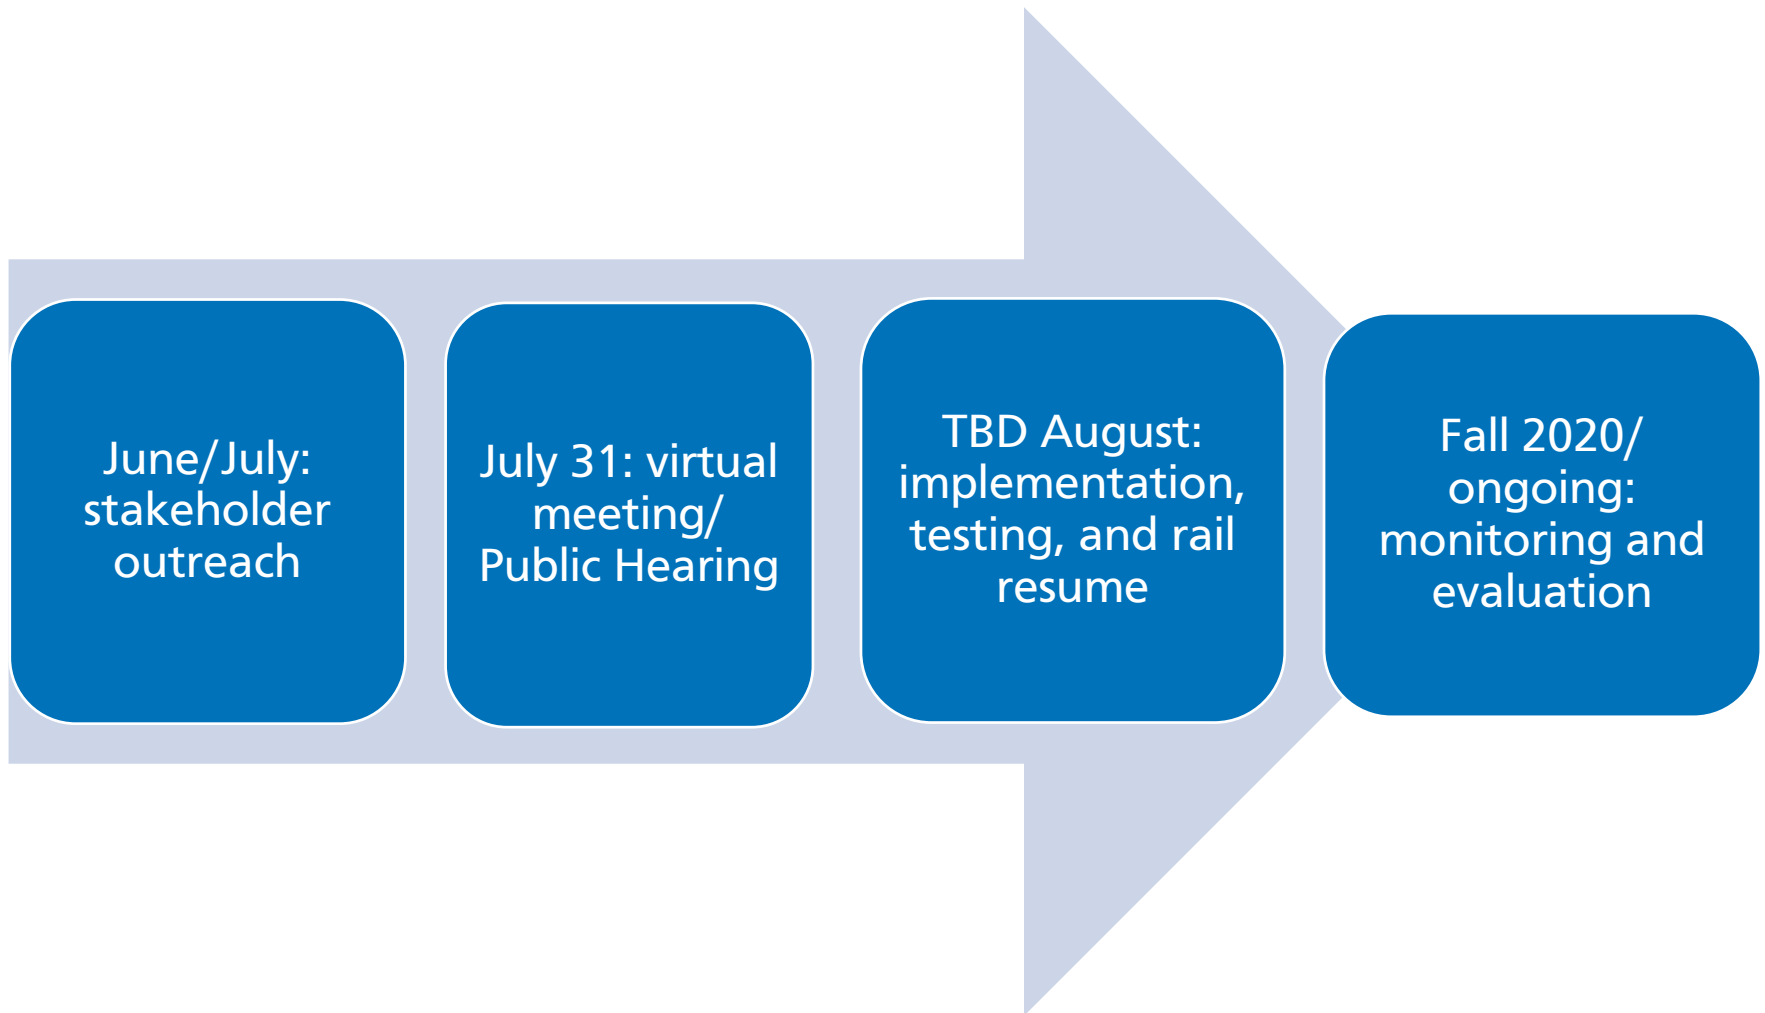 June/July:
stakeholder
outreach
July 31: virtual
meeting/
Public Hearing
TBD August:
implementation,
testing, and rail
resume
Fall 2020/
ongoing:
monitoring and
evaluation